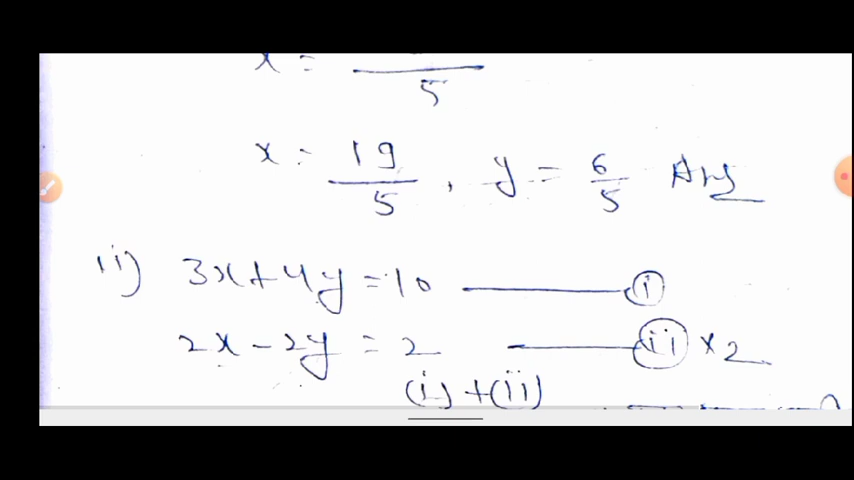 x = 
5
x = 19/5 , y = 6/5 Ans
ii) 3x + 4y = 10 —— (i)
2x - 2y = 2 —— (ii) × 2
(i) + (ii)